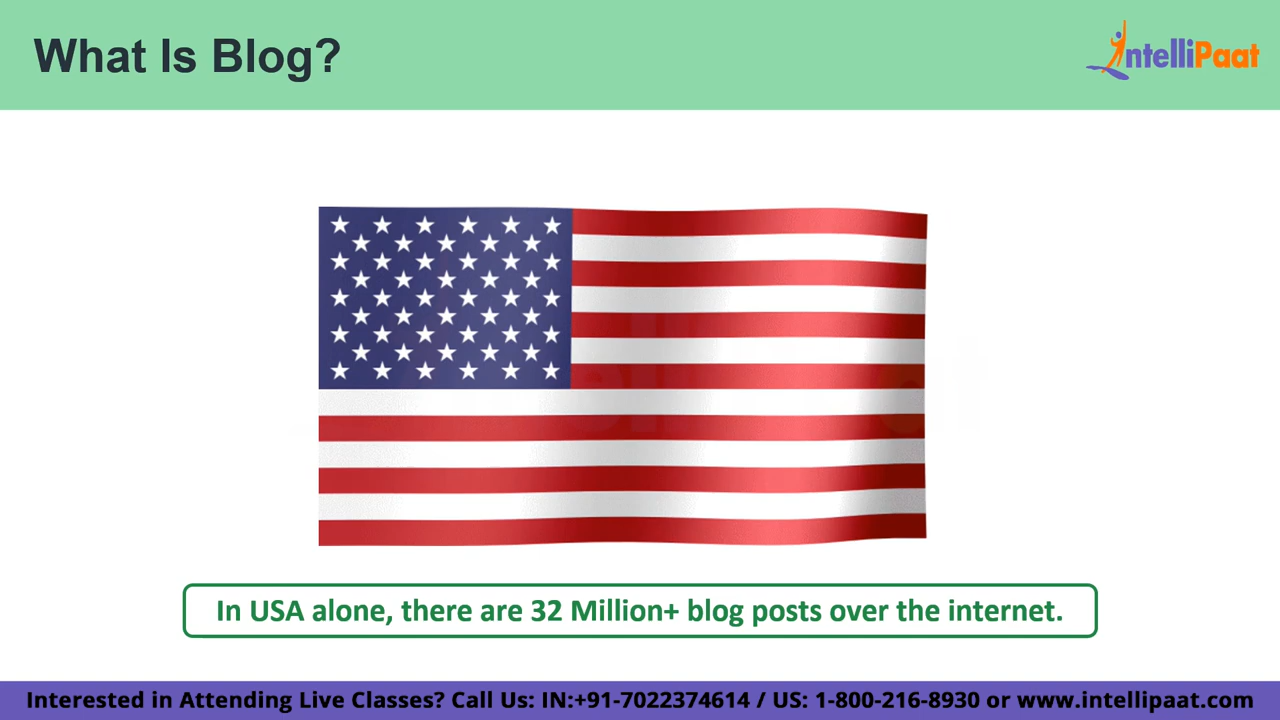 What Is Blog?
IntelliPaat
In USA alone, there are 32 Million+ blog posts over the internet.
Interested in Attending Live Classes? Call Us: IN:+91-7022374614 / US: 1-800-216-8930 or www.intellipaat.com